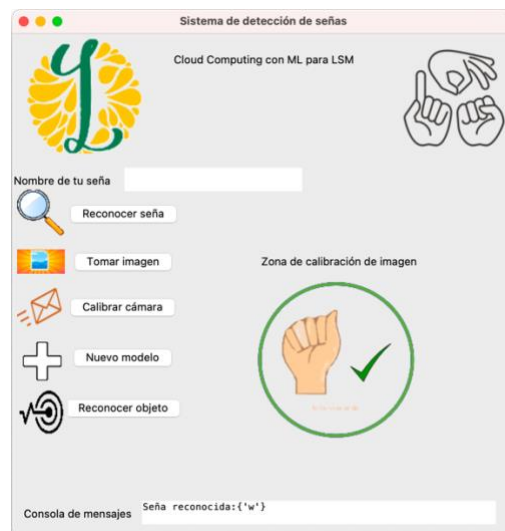 Sistema de detección de señas
Cloud Computing con ML para LSM
Nombre de tu seña
Reconocer seña
Tomar imagen
Zona de calibración de imagen
Calibrar cámara
Nuevo modelo
Reconocer objeto
Consola de mensajes
Seña reconocida:{'w'}